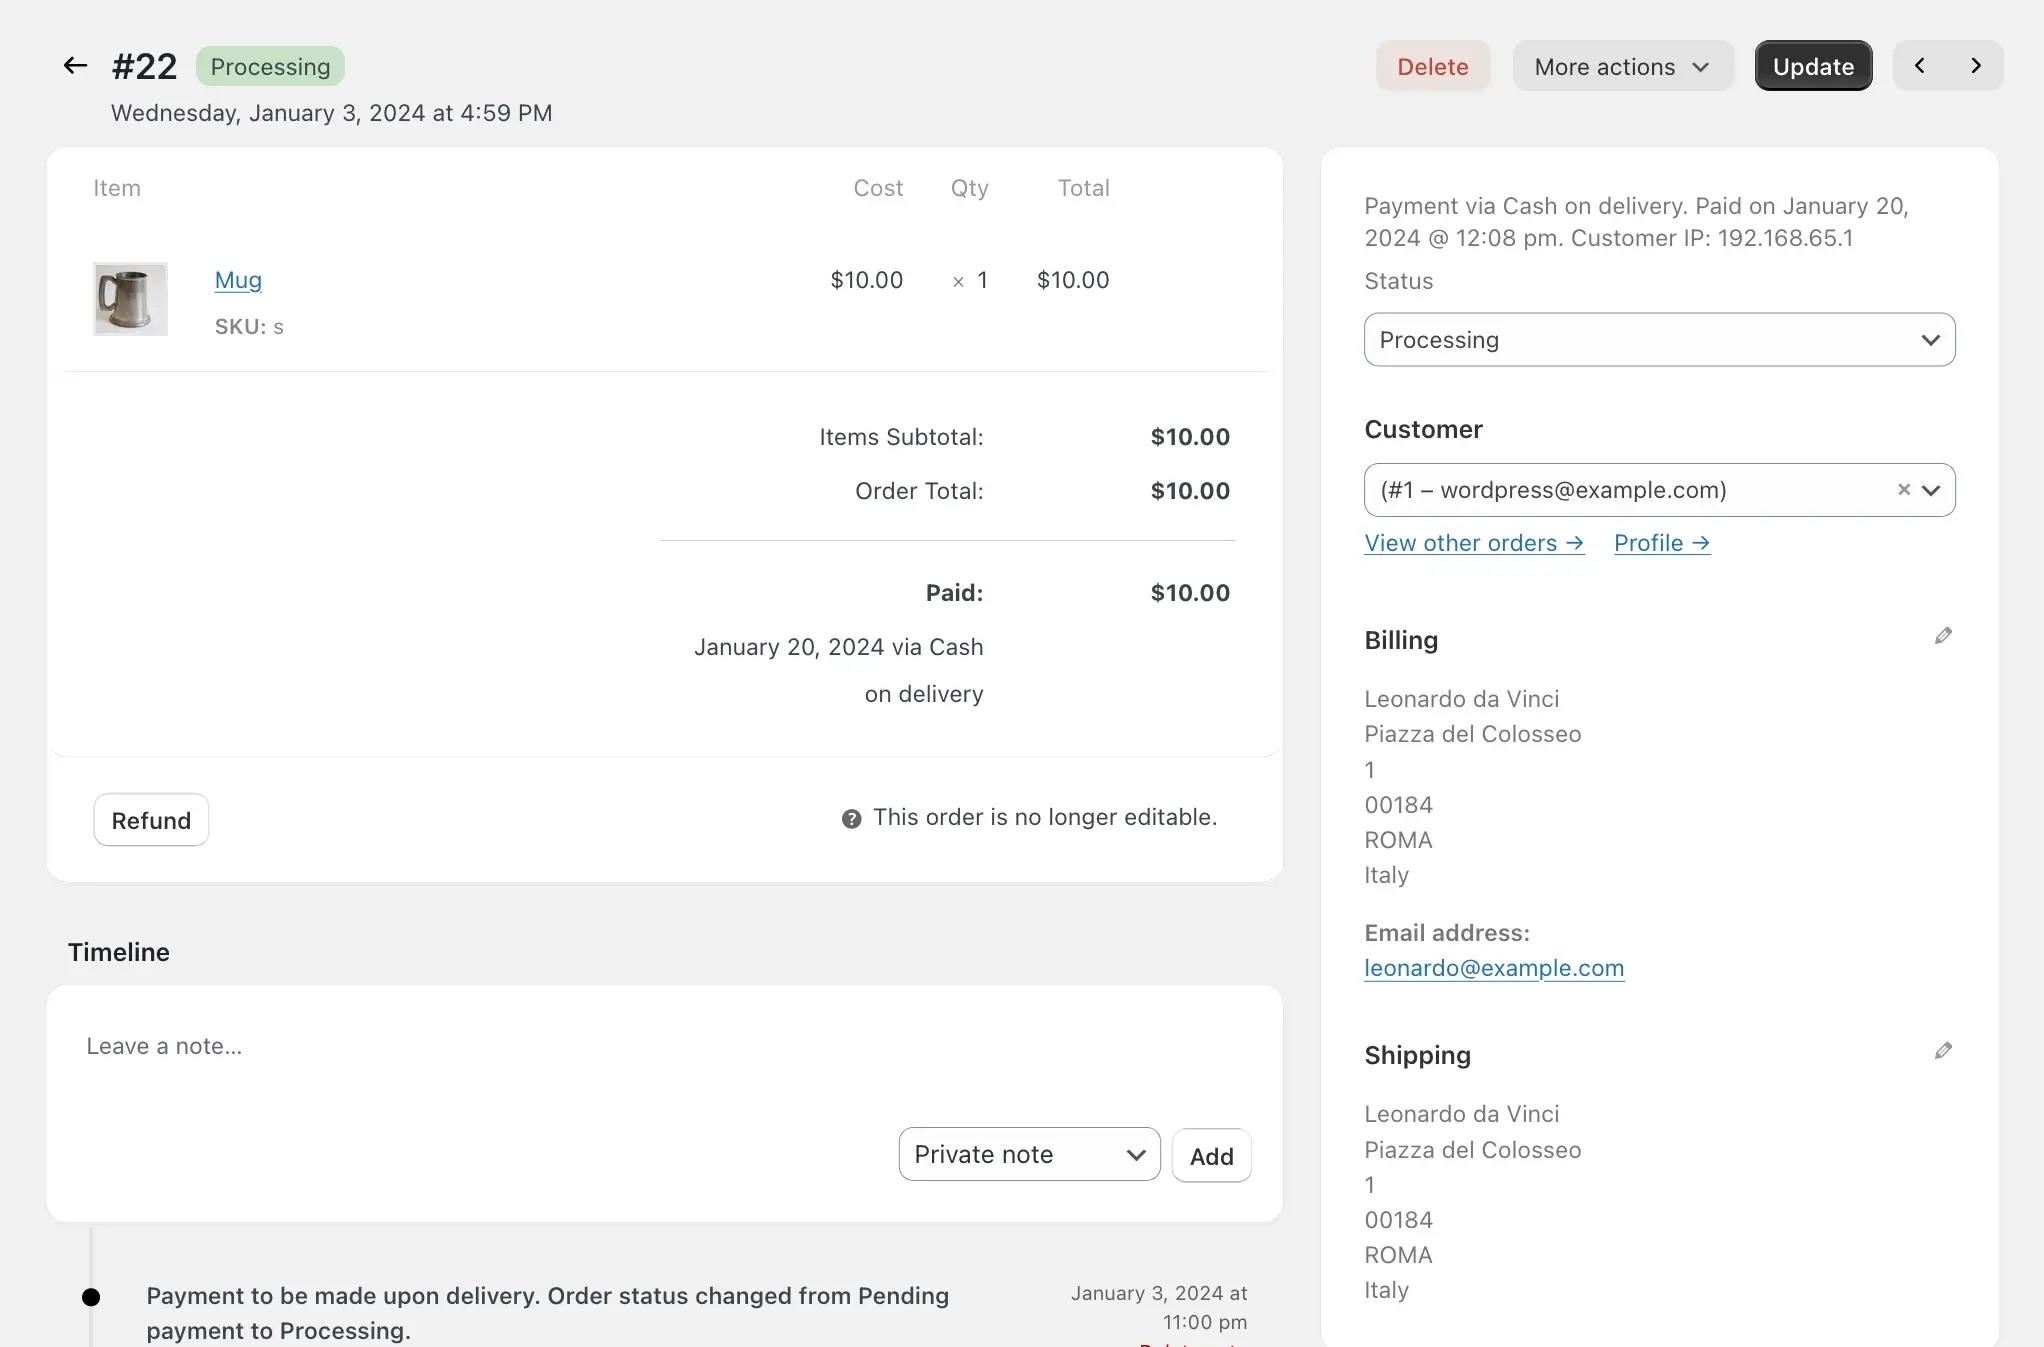 #22 Processing
Wednesday, January 3, 2024 at 4:59 PM
Delete
More actions
Update
Item Cost Qty Total
Mug $10.00 × 1 $10.00
SKU: s
Items Subtotal: $10.00
Order Total: $10.00
Paid: $10.00
January 20, 2024 via Cash
on delivery
Refund
This order is no longer editable.
Timeline
Leave a note...
Private note
Add
Payment to be made upon delivery. Order status changed from Pending
payment to Processing.
January 3, 2024 at
11:00 pm
Payment via Cash on delivery. Paid on January 20,
2024 @ 12:08 pm. Customer IP: 192.168.65.1
Status
Processing
Customer
(#1 – wordpress@example.com) ×
View other orders →
Profile →
Billing
Leonardo da Vinci
Piazza del Colosseo
1
00184
ROMA
Italy
Email address:
leonardo@example.com
Shipping
Leonardo da Vinci
Piazza del Colosseo
1
00184
ROMA
Italy